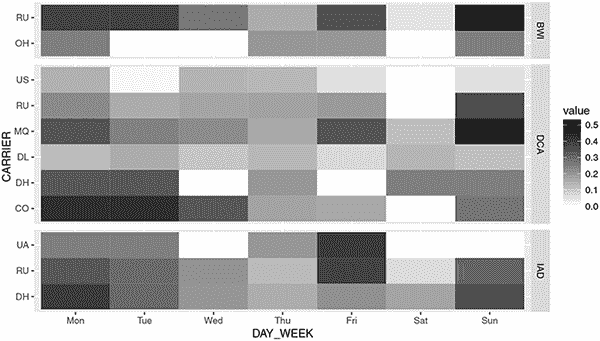 RU
OH
BWI
US
RU
MQ
DL
DH
CO
DCA
UA
RU
DH
IAD
CARRIER
Mon Tue Wed Thu Fri Sat Sun
DAY_WEEK
value
0.5
0.4
0.3
0.2
0.1
0.0